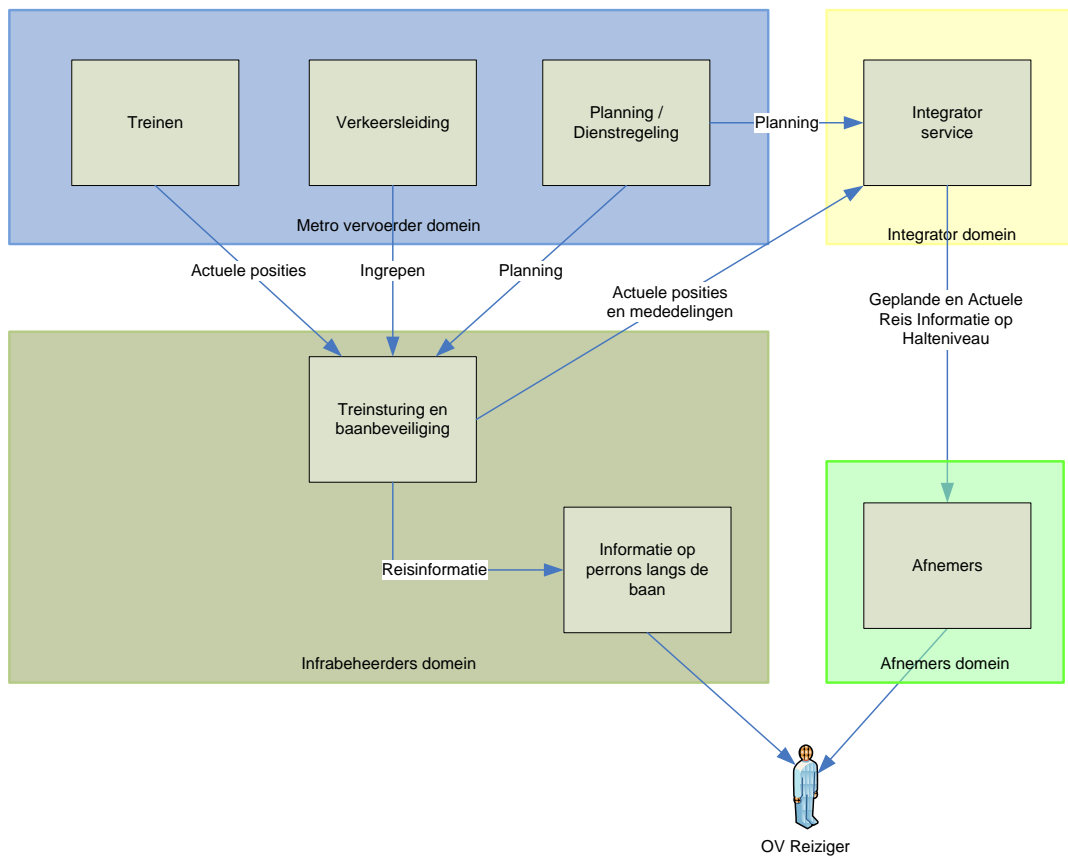 Treinen
Verkeersleiding
Planning /
Dienstregeling
Planning
Integrator
service
Metro vervoerder domein
Integrator domein
Actuele posities
Ingrepen
Planning
Actuele posities
en mededelingen
Geplande en Actuele
Reis Informatie op
Halteniveau
Treinsturing en
baanbeveiliging
Reisinformatie
Informatie op
perrons langs de
baan
Afnemers
Infrabeheerders domein
Afnemers domein
OV Reiziger